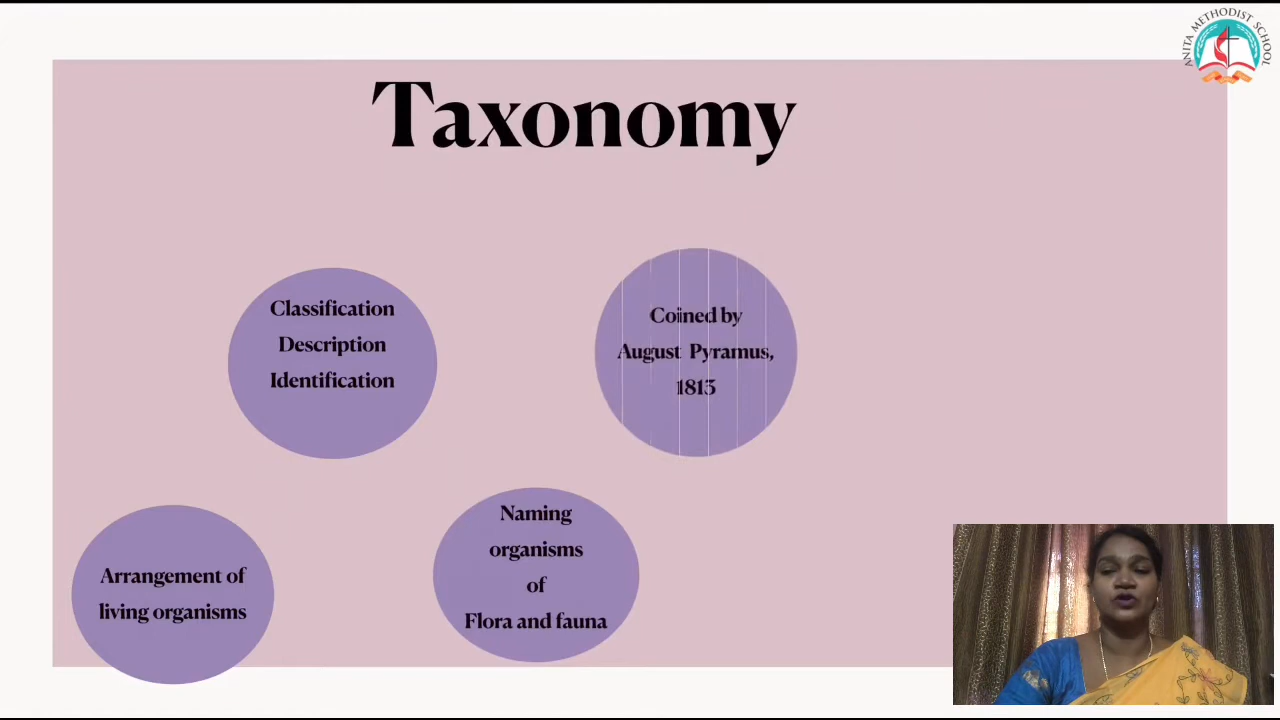 ANITA METHODIST SCHOOL
Taxonomy
Classification
Description
Identification
Coined by
August Pyramus,
1813
Arrangement of
living organisms
Naming
organisms
of
Flora and fauna